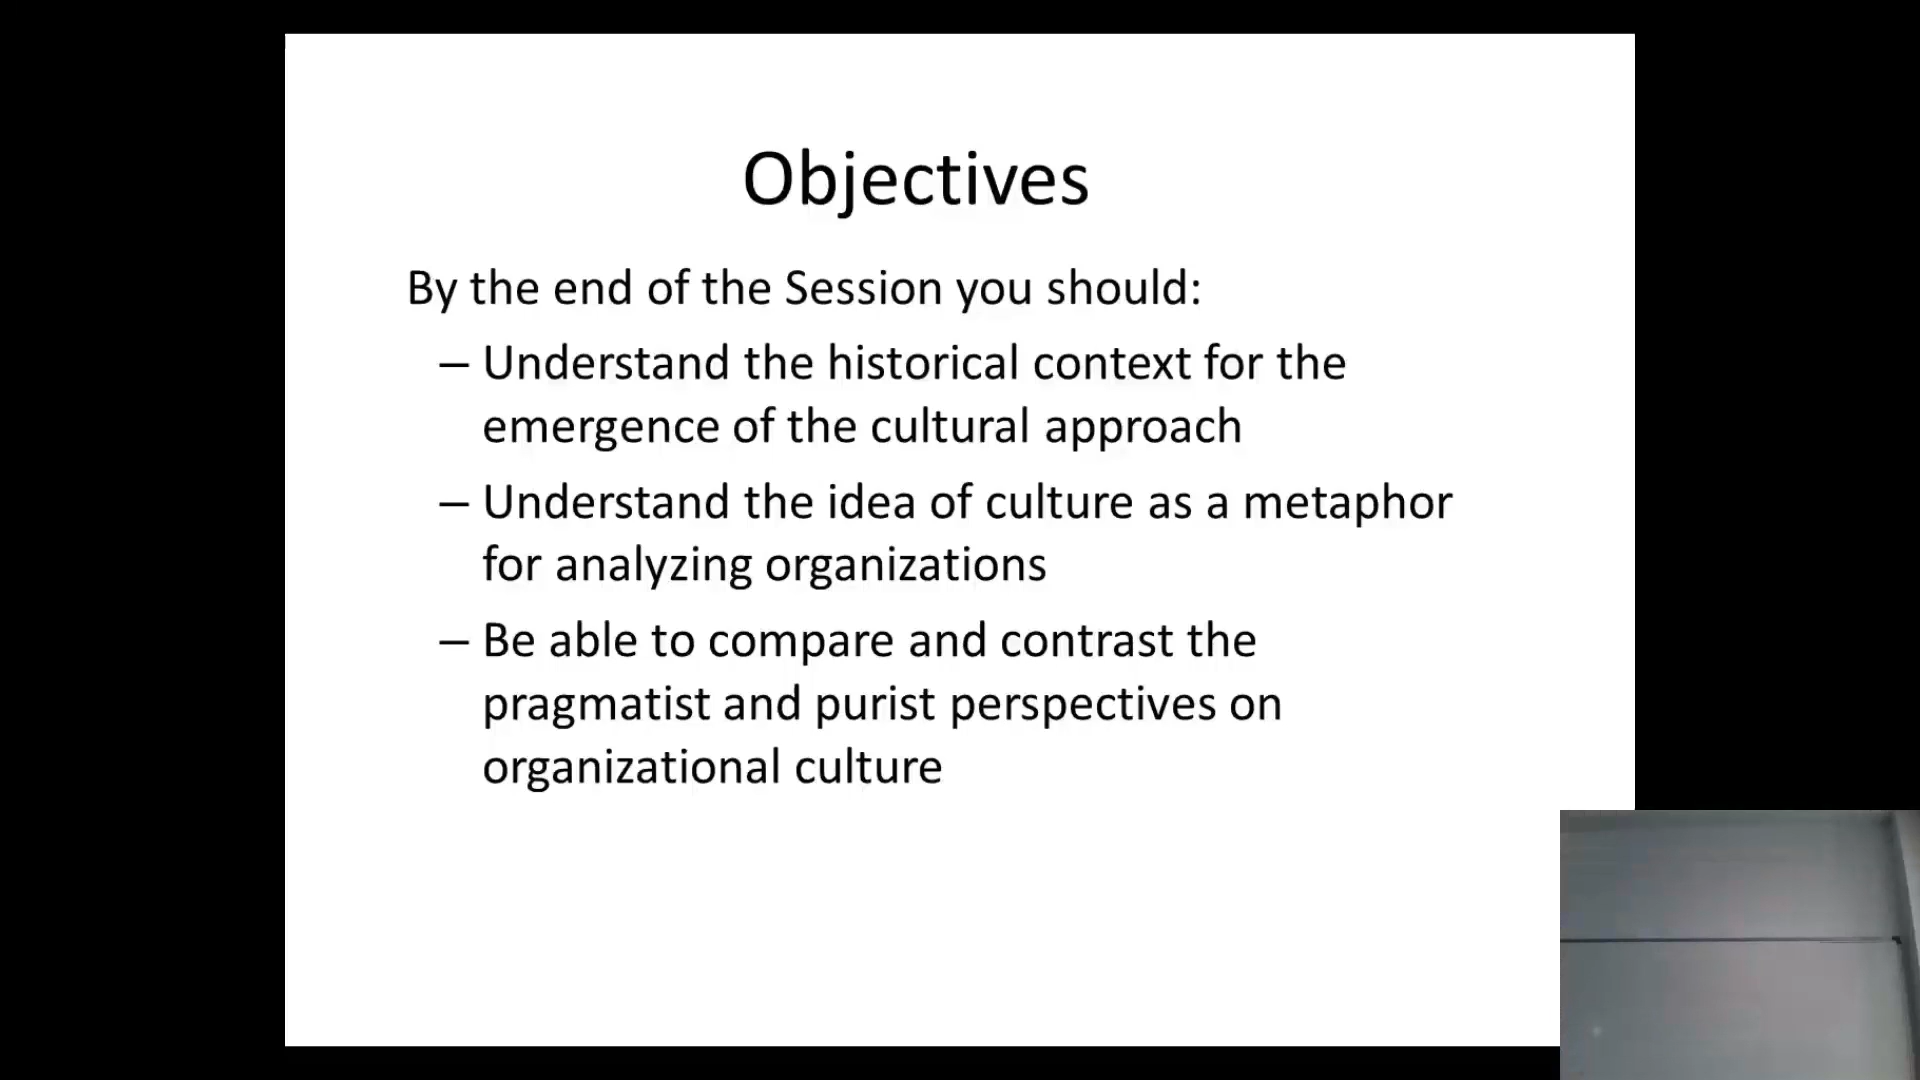 Objectives
By the end of the Session you should:
– Understand the historical context for the
emergence of the cultural approach
– Understand the idea of culture as a metaphor
for analyzing organizations
– Be able to compare and contrast the
pragmatist and purist perspectives on
organizational culture